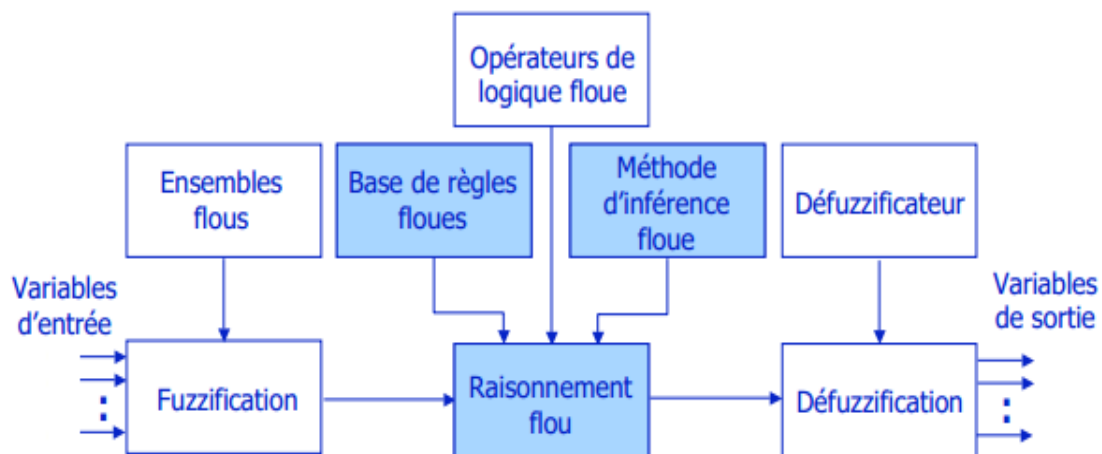 Opérateurs de
logique floue
Ensembles
flous
Base de règles
floues
Méthode
d'inférence
floue
Défuzzificateur
Variables
d'entrée
Variables
de sortie
Fuzzification
Raisonnement
flou
Défuzzification